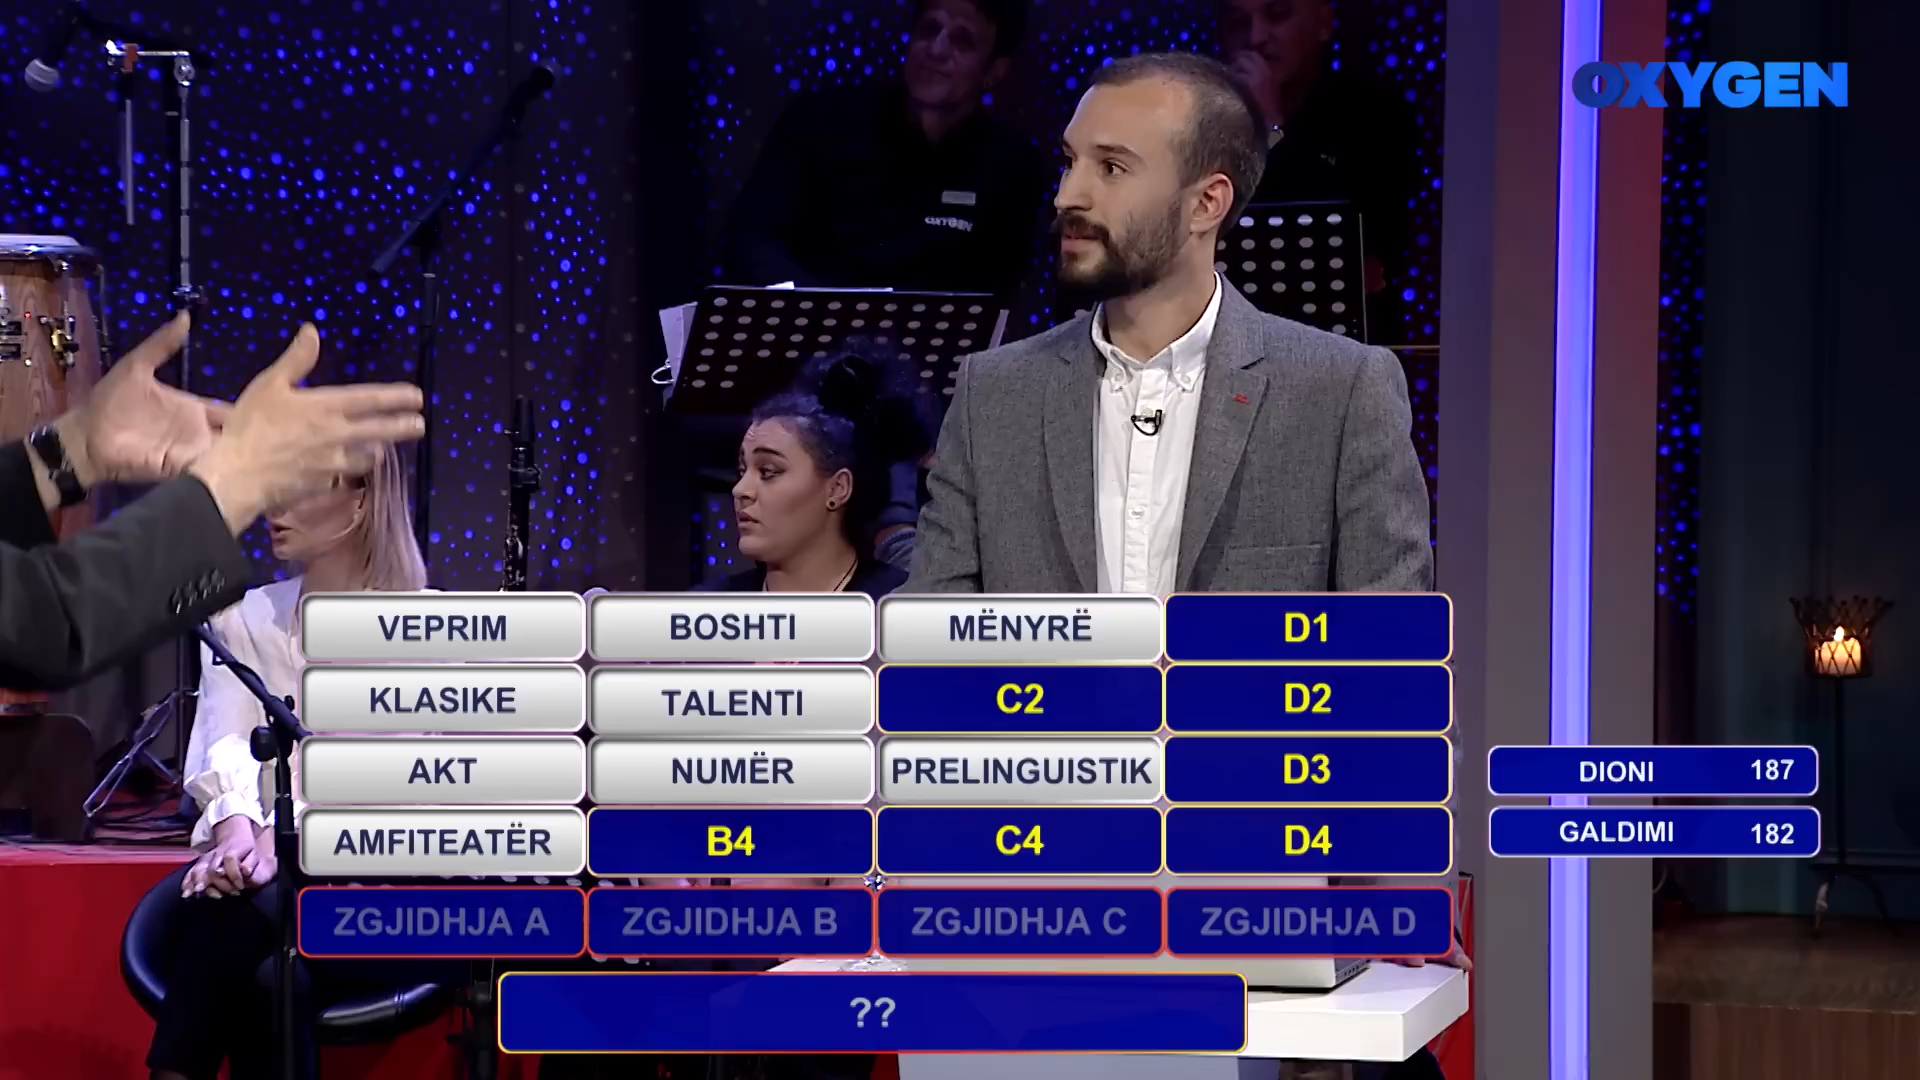 OXYGEN
OXYGEN
VEPRIM
BOSHTI
MËNYRË
D1
KLASIKE
TALENTI
C2
D2
AKT
NUMËR
PRELINGUISTIK
D3
AMFITEATËR
B4
C4
D4
DIONI 187
GALDIMI 182
ZGJIDHJA A
ZGJIDHJA B
ZGJIDHJA C
ZGJIDHJA D
??